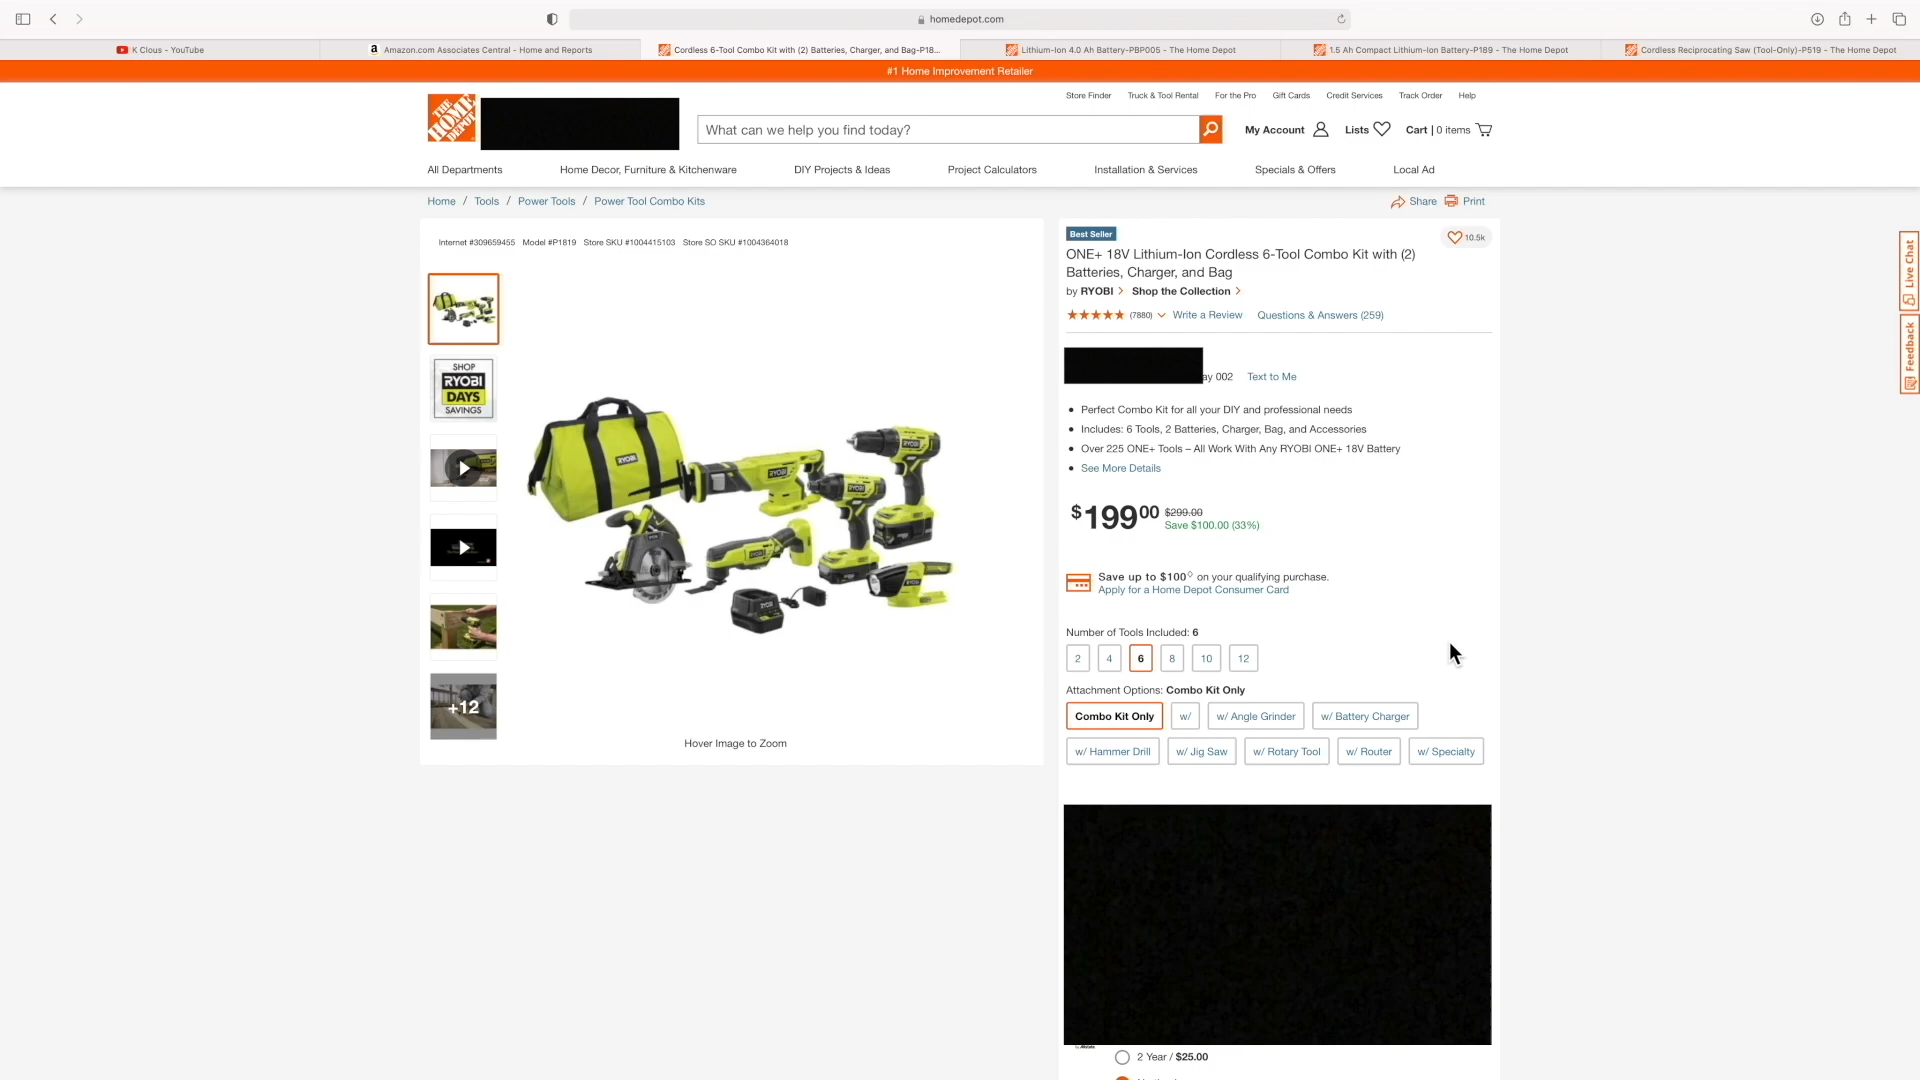 homedepot.com
K Clous - YouTube
Amazon.com Associates Central - Home and Reports
Cordless 6-Tool Combo Kit with (2) Batteries, Charger, and Bag-P18...
Lithium-Ion 4.0 Ah Battery-PBP005 - The Home Depot
1.5 Ah Compact Lithium-Ion Battery-P189 - The Home Depot
Cordless Reciprocating Saw (Tool-Only)-P519 - The Home Depot
#1 Home Improvement Retailer
Store Finder Truck & Tool Rental For the Pro Gift Cards Credit Services Track Order Help
THE HOME DEPOT
What can we help you find today?
My Account Lists Cart | 0 items
All Departments Home Decor, Furniture & Kitchenware DIY Projects & Ideas Project Calculators Installation & Services Specials & Offers Local Ad
Home / Tools / Power Tools / Power Tool Combo Kits
Share Print
Internet #309659455 Model #P1819 Store SKU #1004415103 Store SO SKU #1004364018
SHOP
RYOBI
DAYS
SAVINGS
+12
RYOBI
Hover Image to Zoom
Best Seller
10.5k
ONE+ 18V Lithium-Ion Cordless 6-Tool Combo Kit with (2)
Batteries, Charger, and Bag
by RYOBI > Shop the Collection >
(7880) Write a Review Questions & Answers (259)
ay 002 Text to Me
• Perfect Combo Kit for all your DIY and professional needs
• Includes: 6 Tools, 2 Batteries, Charger, Bag, and Accessories
• Over 225 ONE+ Tools – All Work With Any RYOBI ONE+ 18V Battery
• See More Details
$199⁰⁰ $299.00
Save $100.00 (33%)
Save up to $100◊ on your qualifying purchase.
Apply for a Home Depot Consumer Card
Number of Tools Included: 6
2 4 6 8 10 12
Attachment Options: Combo Kit Only
Combo Kit Only w/ w/ Angle Grinder w/ Battery Charger
w/ Hammer Drill w/ Jig Saw w/ Rotary Tool w/ Router w/ Specialty
2 Year / $25.00
Live Chat
Feedback